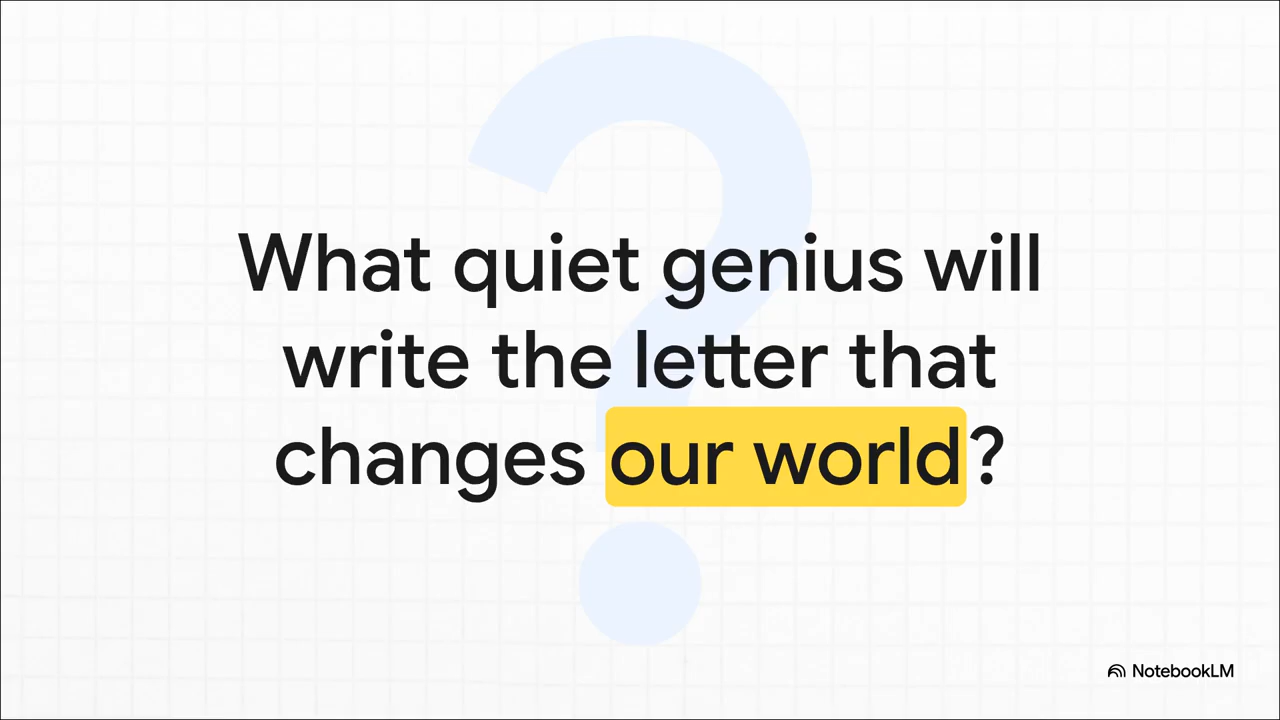 What quiet genius will
write the letter that
changes our world?
NotebookLM